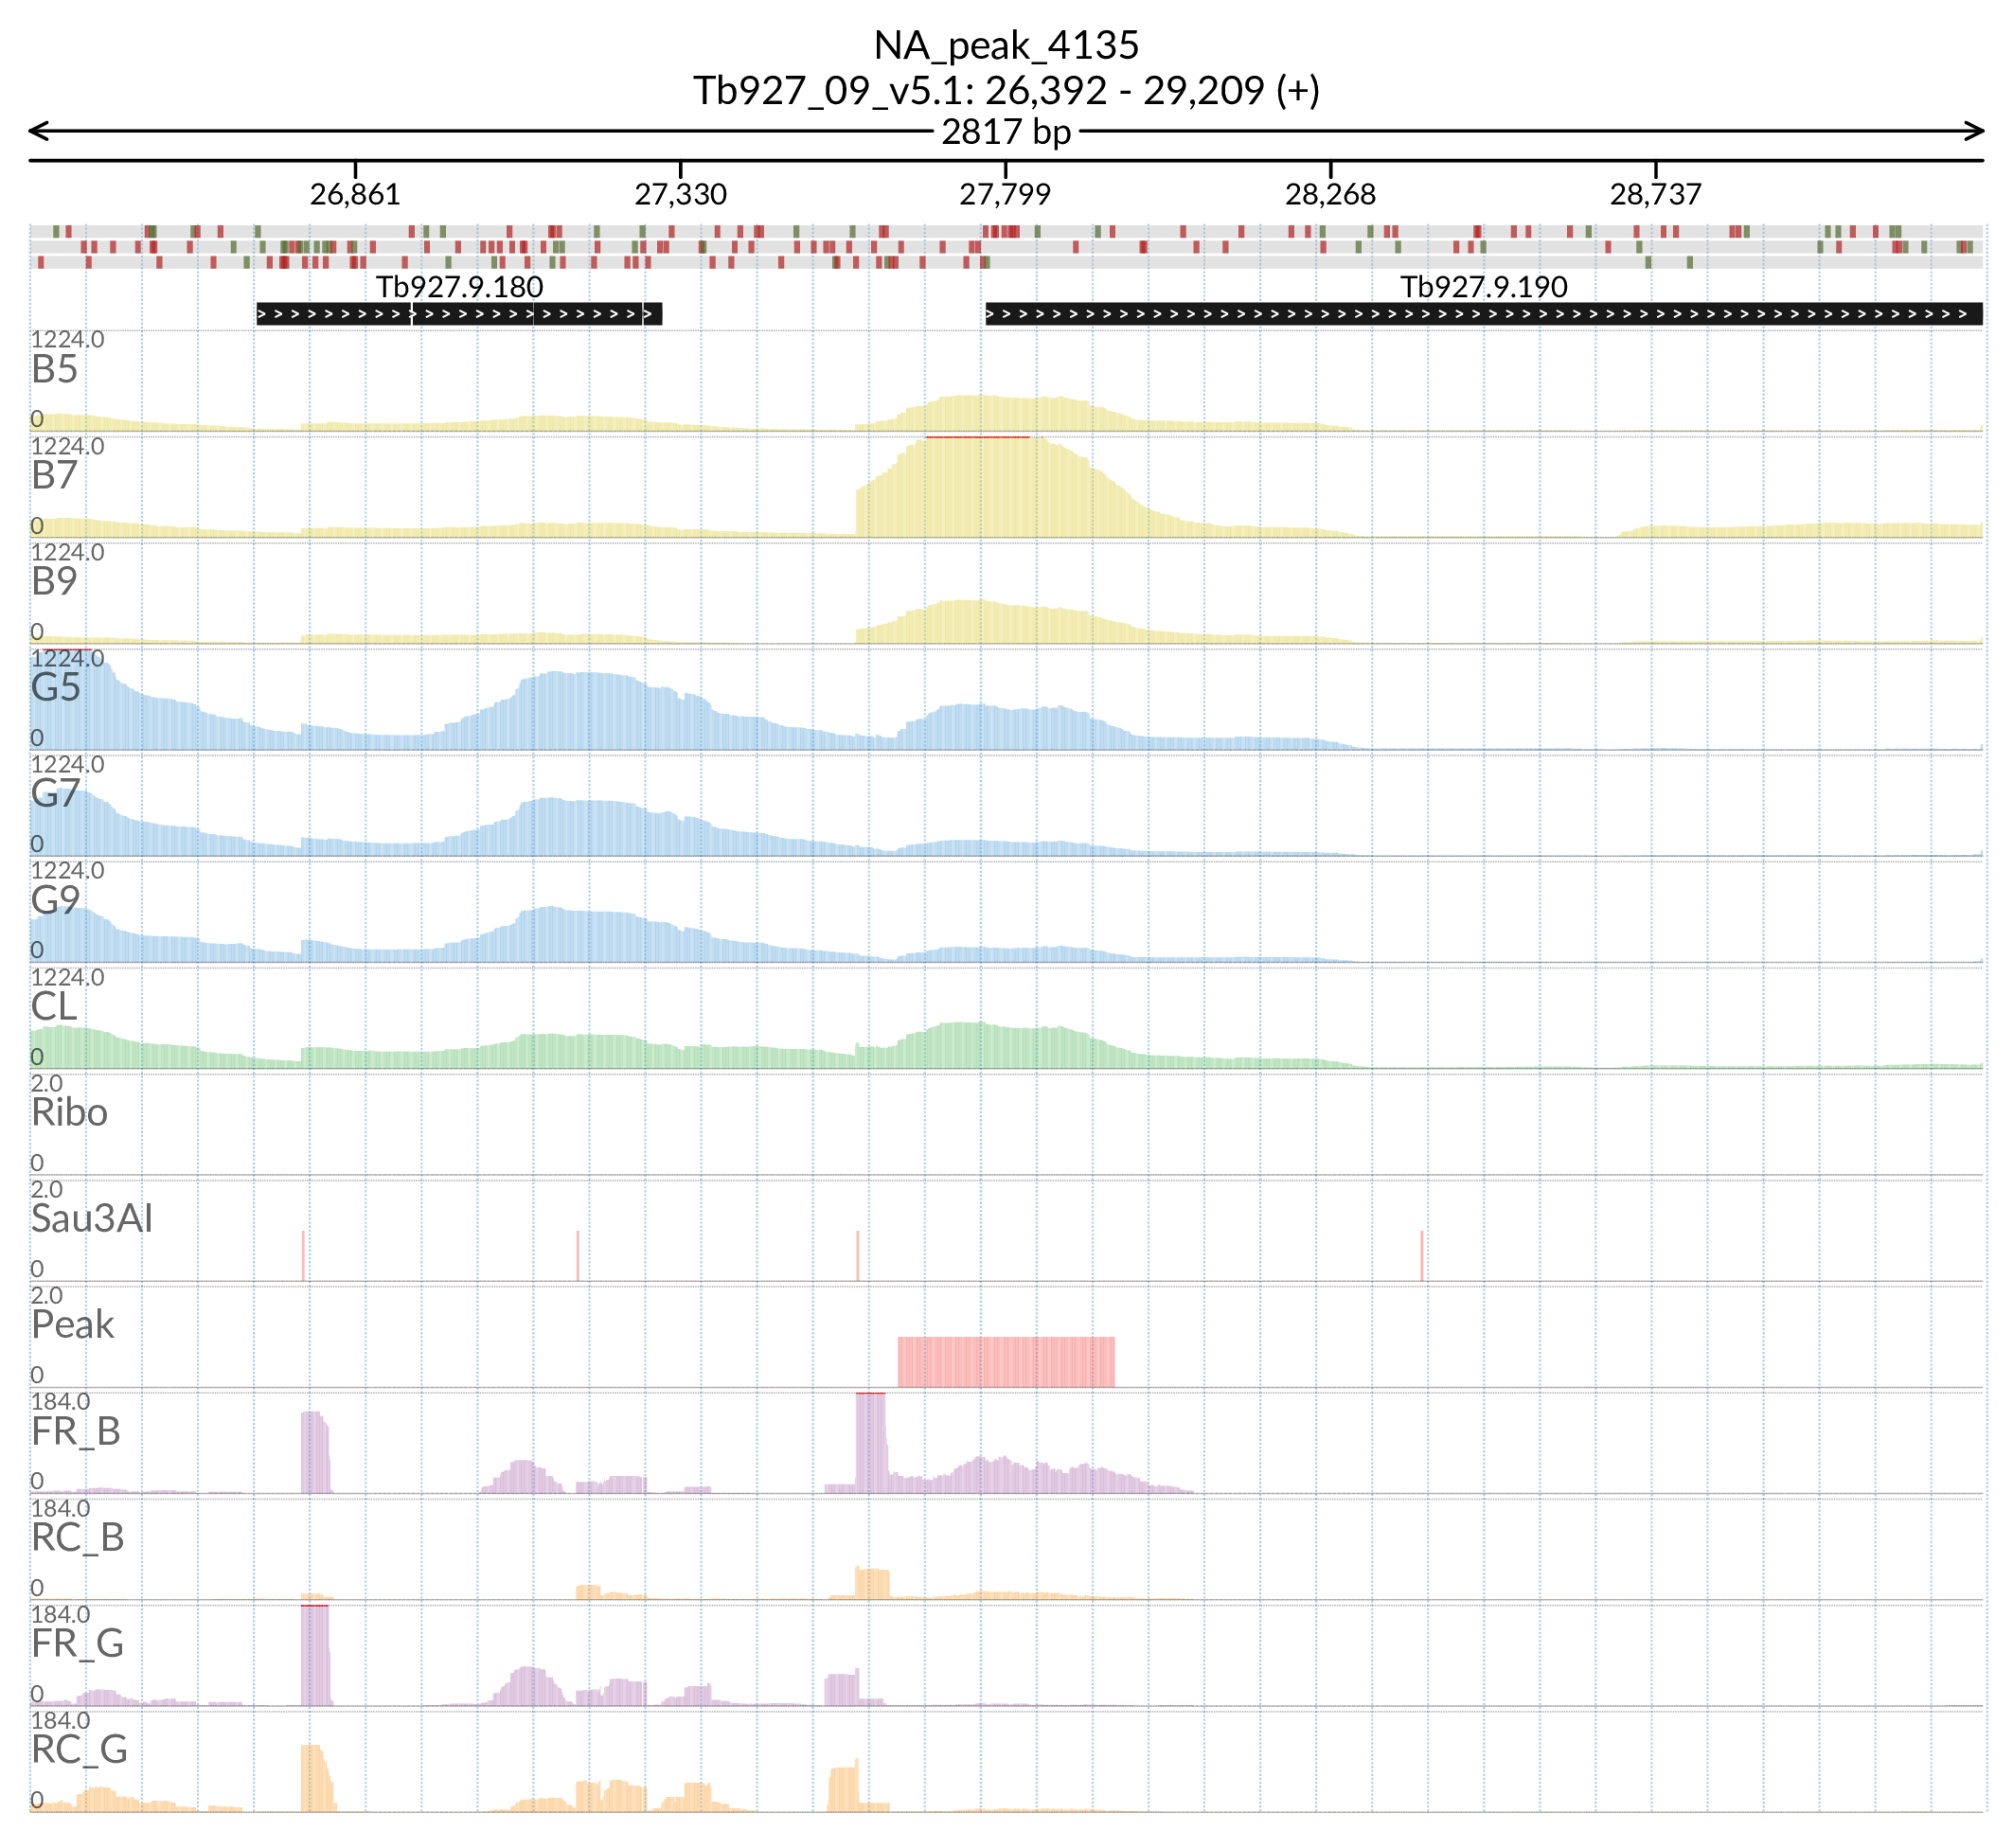 NA_peak_4135
Tb927_09_v5.1: 26,392 - 29,209 (+)
2817 bp
26,861 27,330 27,799 28,268 28,737
Tb927.9.180 Tb927.9.190
1224.0
B5
0
1224.0
B7
0
1224.0
B9
0
1224.0
G5
0
1224.0
G7
0
1224.0
G9
0
1224.0
CL
0
2.0
Ribo
0
2.0
Sau3AI
0
2.0
Peak
0
184.0
FR_B
0
184.0
RC_B
0
184.0
FR_G
0
184.0
RC_G
0